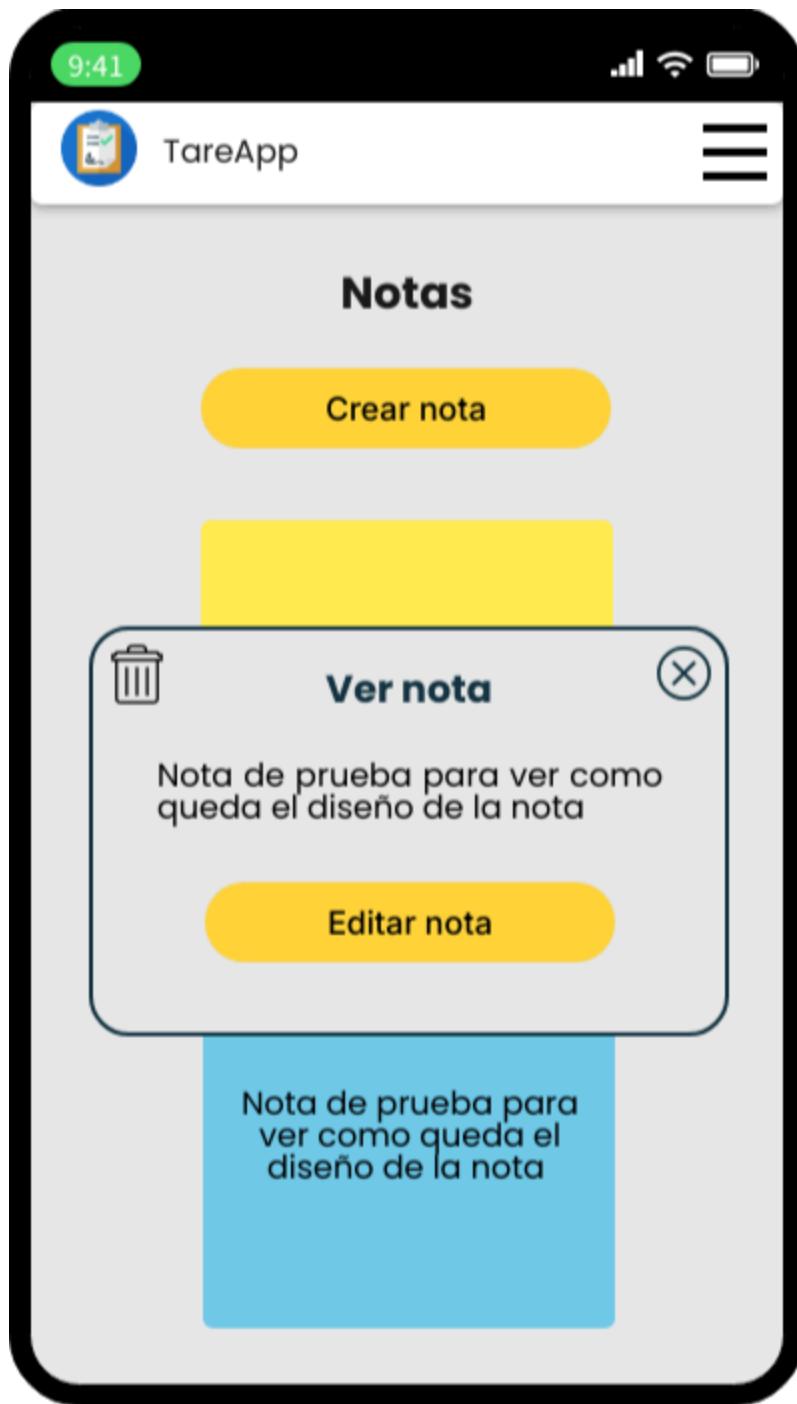 9:41
TareApp
Notas
Crear nota
Ver nota
Nota de prueba para ver como
queda el diseño de la nota
Editar nota
Nota de prueba para
ver como queda el
diseño de la nota